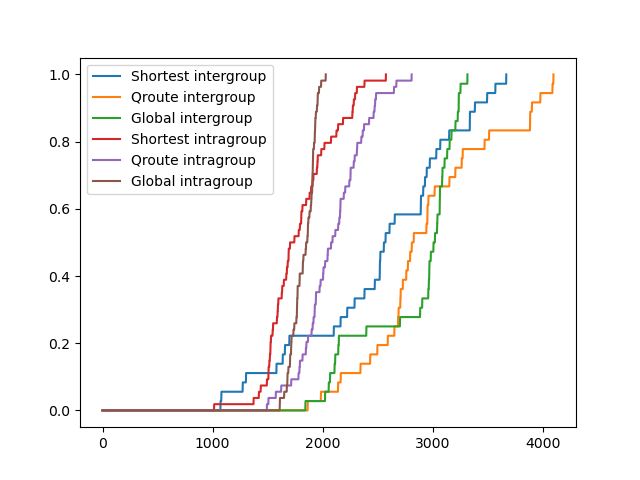 1.0
0.8
0.6
0.4
0.2
0.0
Shortest intergroup
Qroute intergroup
Global intergroup
Shortest intragroup
Qroute intragroup
Global intragroup
0 1000 2000 3000 4000